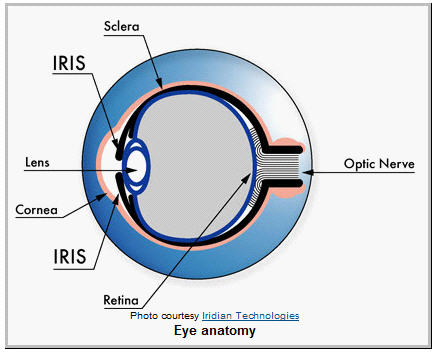 Sclera
IRIS
Lens
Optic Nerve
Cornea
IRIS
Retina
Photo courtesy Iridian Technologies
Eye anatomy